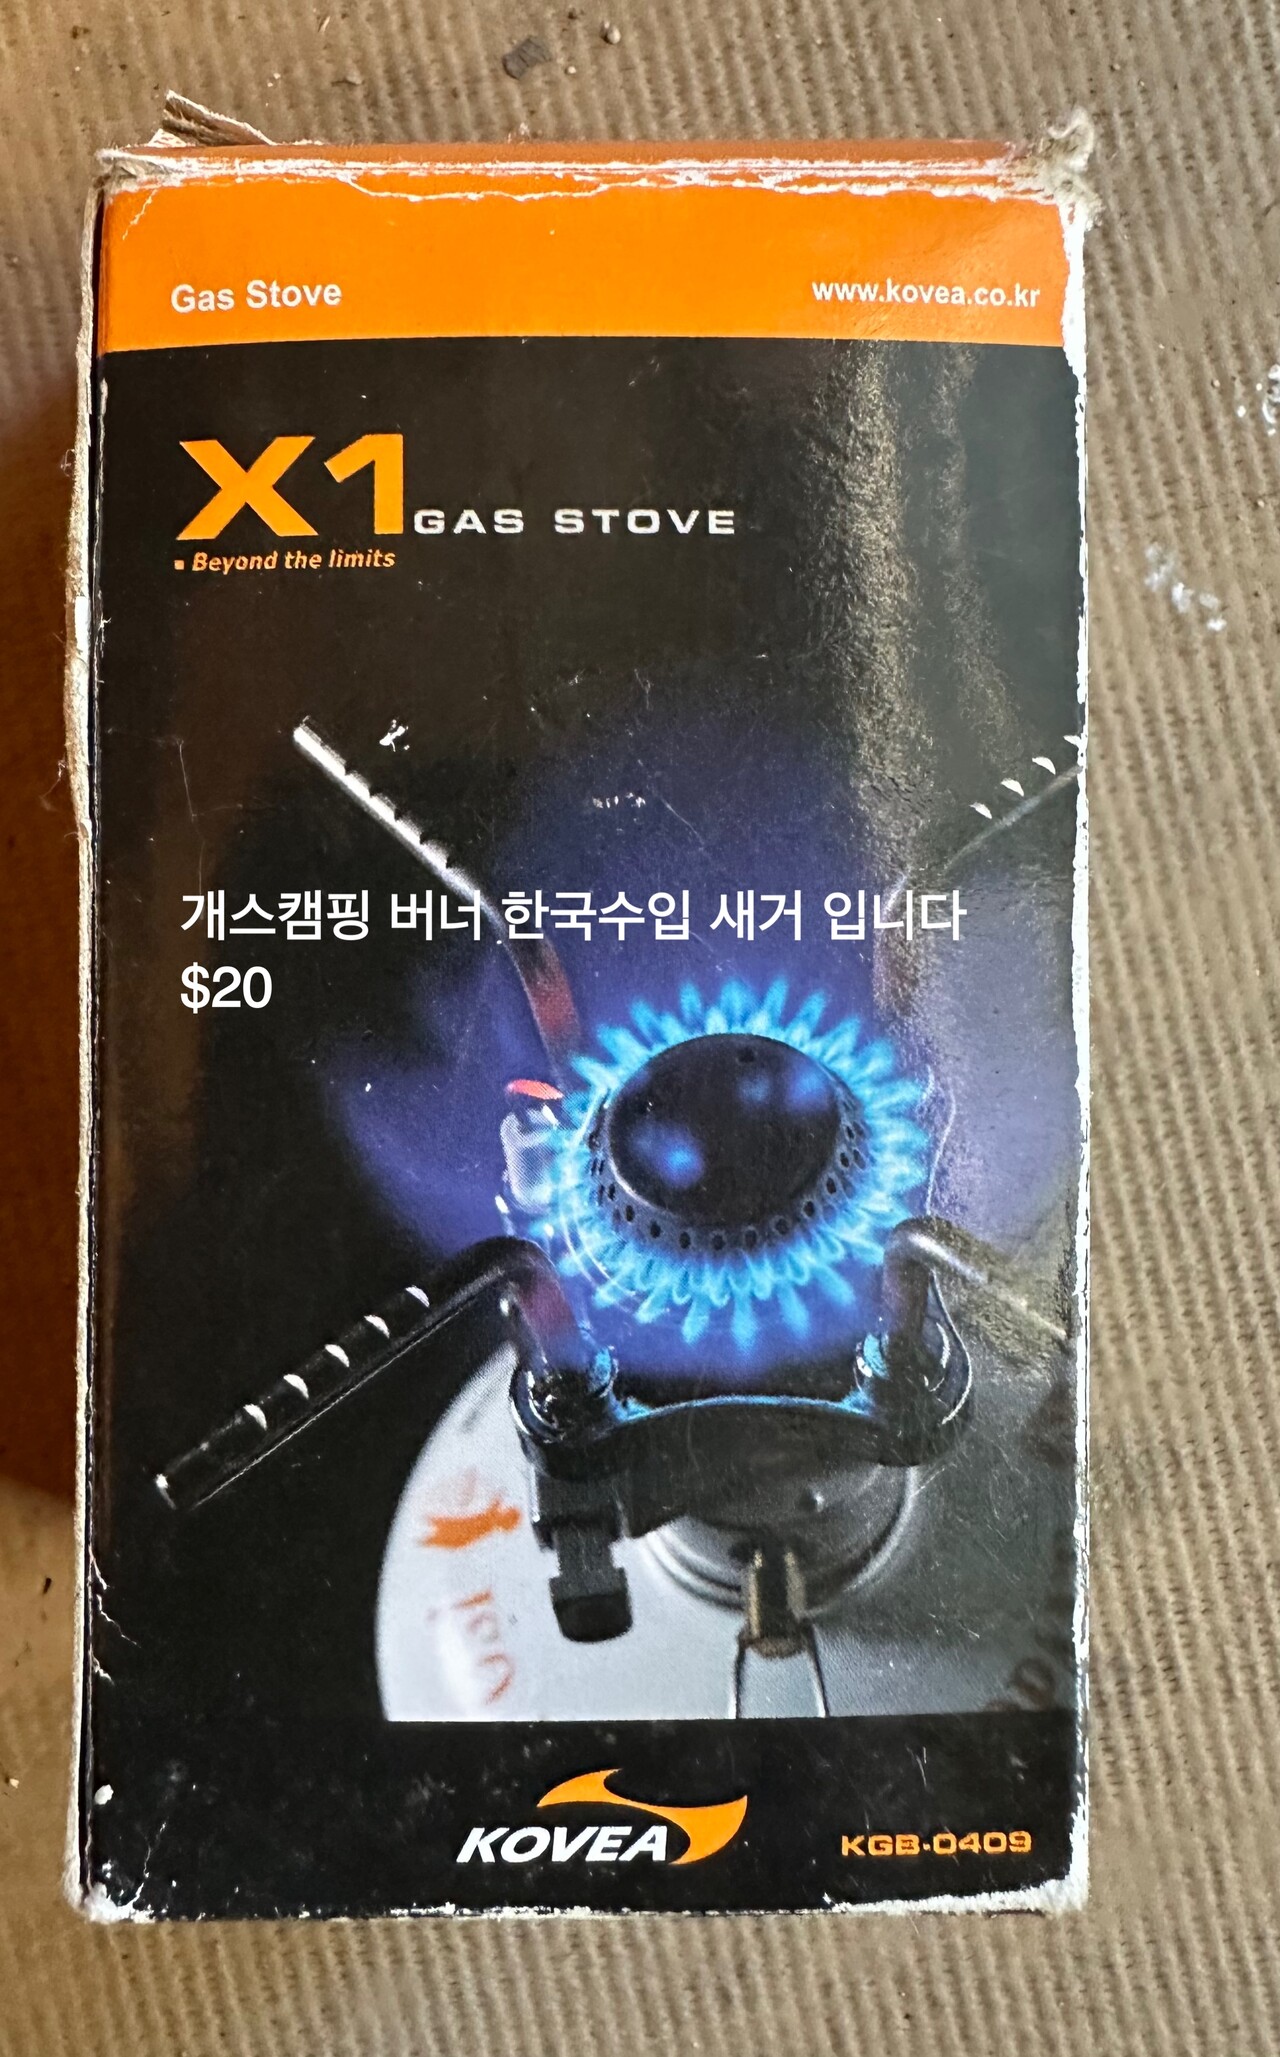 Gas Stove
www.kovea.co.kr
X1 GAS STOVE
Beyond the limits
개스캠핑 버너 한국수입 새거 입니다
$20
KOVEA
KGB-0409